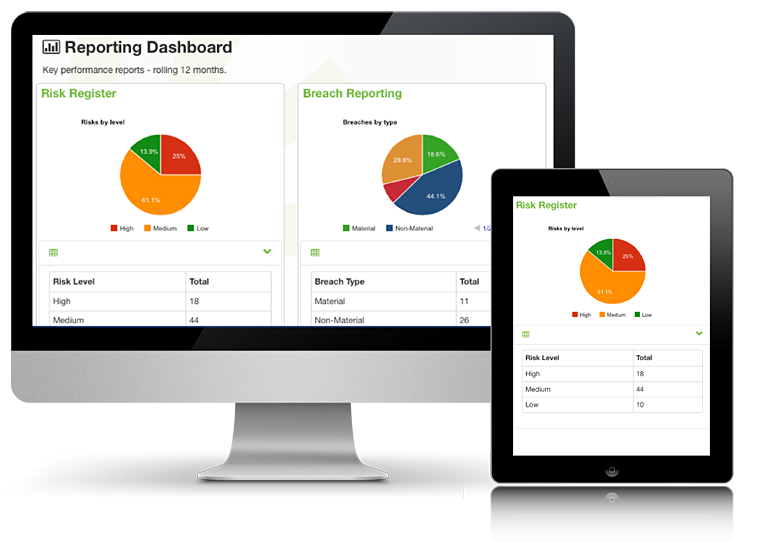 Reporting Dashboard
Key performance reports - rolling 12 months.
Risk Register
Risks by level
13.9%
25%
61.1%
High Medium Low
Risk Level Total
High 18
Medium 44
Breach Reporting
Breaches by type
28.8%
18.6%
44.1%
Material Non-Material 1/2
Breach Type Total
Material 11
Non-Material 26
Risk Register
Risks by level
13.9%
25%
61.1%
High Medium Low
Risk Level Total
High 18
Medium 44
Low 10